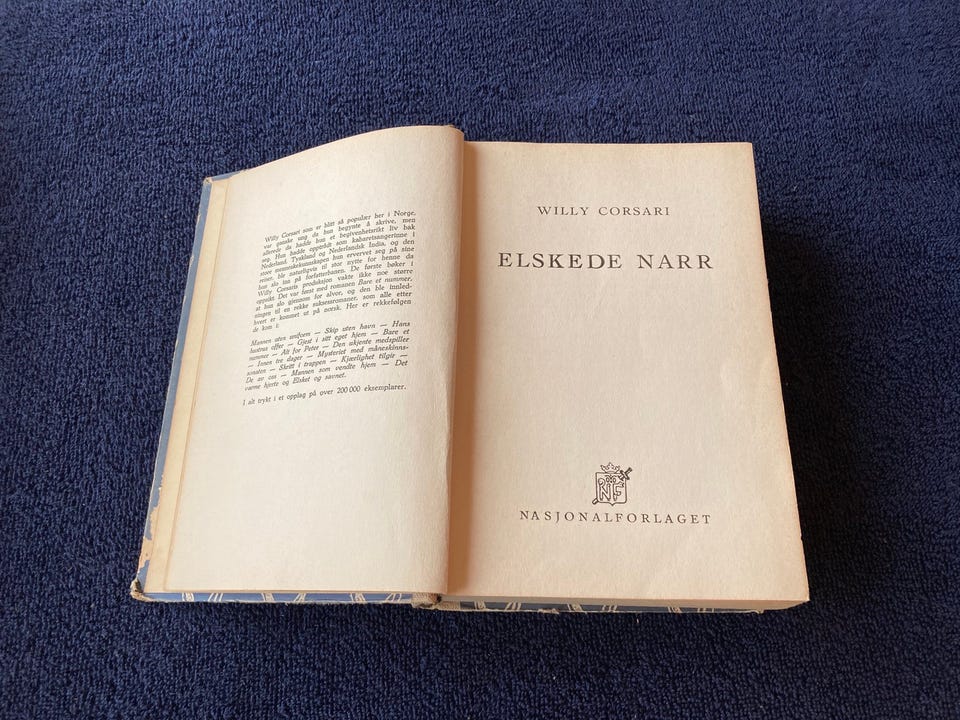 Willy Corsari som er blitt så populær her i Norge,
var ganske ung da hun begynte å skrive, men
allerede da hadde hun et begivenhetsrikt liv bak
seg. Hun hadde opptrådt som kabaretsangerinne i
Nederland, Tyskland og Nederlandsk India, og den
store menneskekunnskapen hun ervervet seg på sine
reiser, ble naturligvis til stor nytte for henne da
hun slo inn på forfatterbanen. De første bøker i
Willy Corsaris produksjon vakte ikke noe større
oppsikt. Det var først med romanen Bare et nummer,
at hun slo igjennom for alvor, og den ble innled-
ningen til en rekke suksessromaner, som alle etter
hvert er kommet ut på norsk. Her er rekkefølgen
de kom i:
Mannen uten uniform — Skip uten havn — Hans
hustrus offer — Gjest i sitt eget hjem — Bare et
nummer — Alt for Peter — Den ukjente medspiller
— Innen tre dager — Mysteriet med måneskinns-
sonaten — Skritt i trappen — Kjærlighet tilgir —
De av oss — Mannen som vendte hjem — Det
varme hjerte og Elsket og savnet.
I alt trykt i et opplag på over 200 000 eksemplarer.
WILLY CORSARI
ELSKEDE NARR
NF
NASJONALFORLAGET